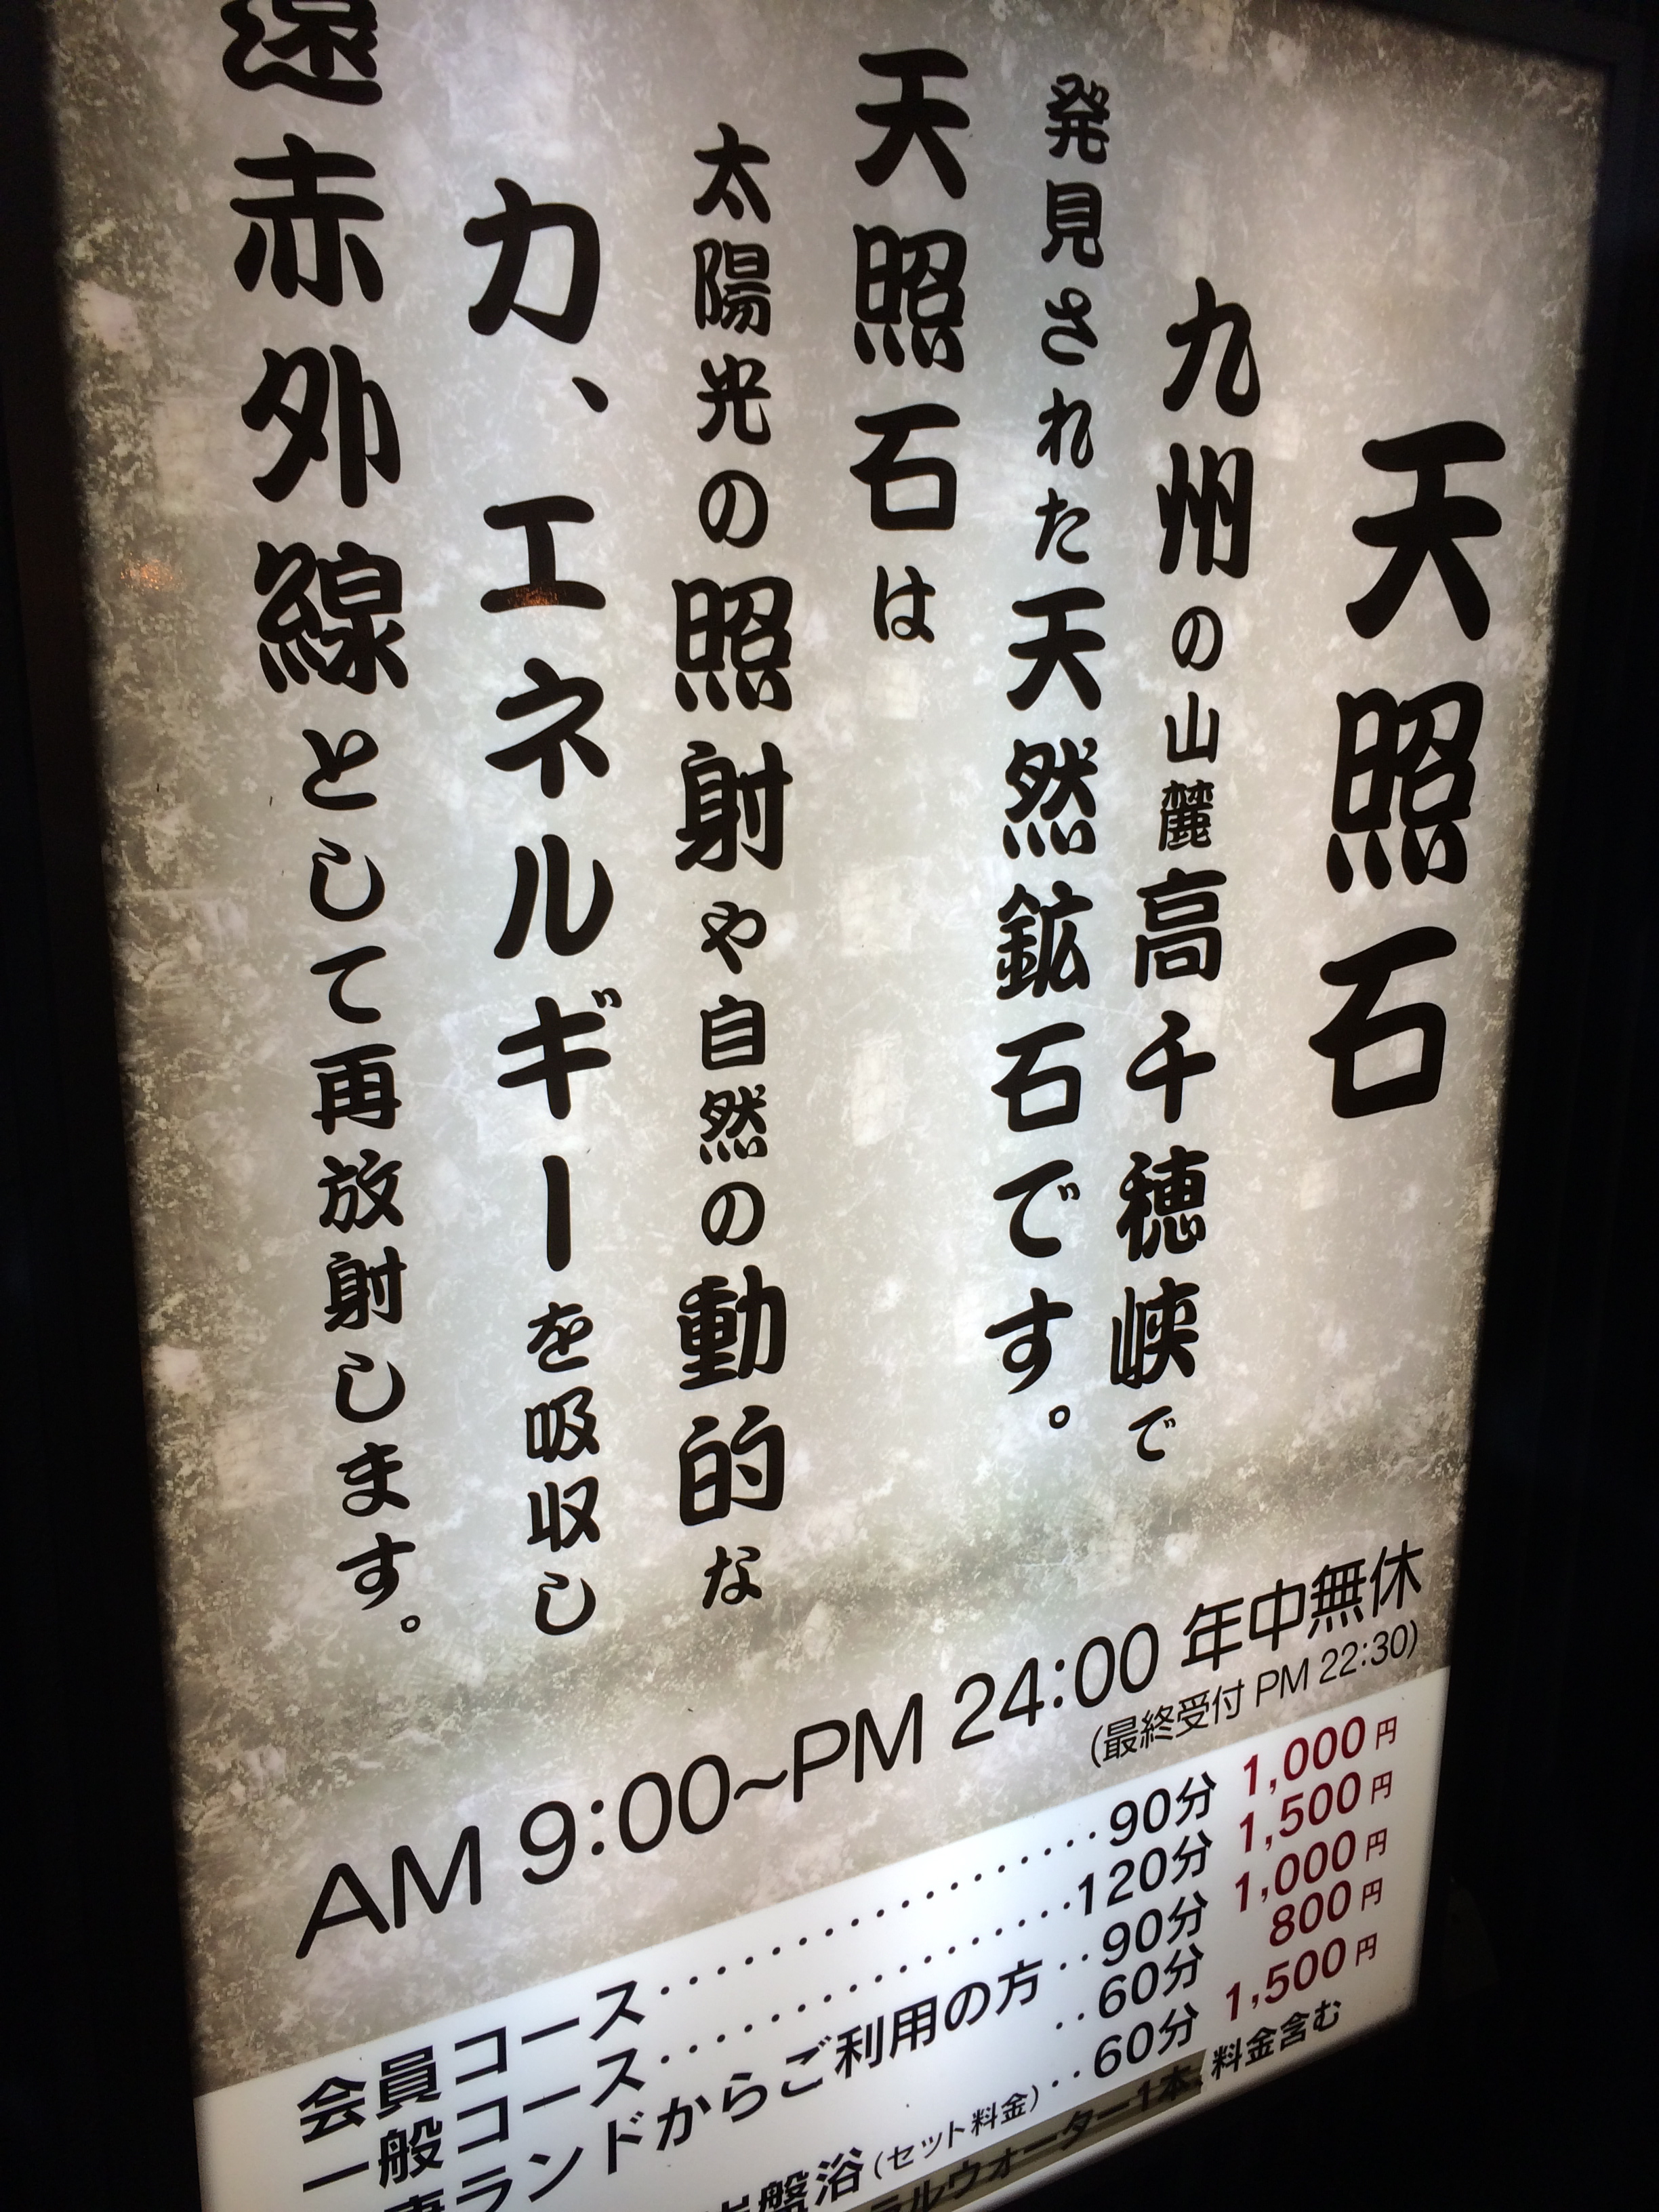 天照石
九州の山麓高千穂峡で
発見された天然鉱石です。
天照石は
太陽光の照射や自然の動的な
力、エネルギーを吸収し
遠赤外線として再放射します。
AM 9:00~PM 24:00 年中無休
(最終受付 PM 22:30)
会員コース 90分 1,000円
一般コース 120分 1,500円
ランドからご利用の方 90分 1,000円
60分 800円
盤浴(セット料金) 60分 1,500円
ラルウォーター1本 料金含む